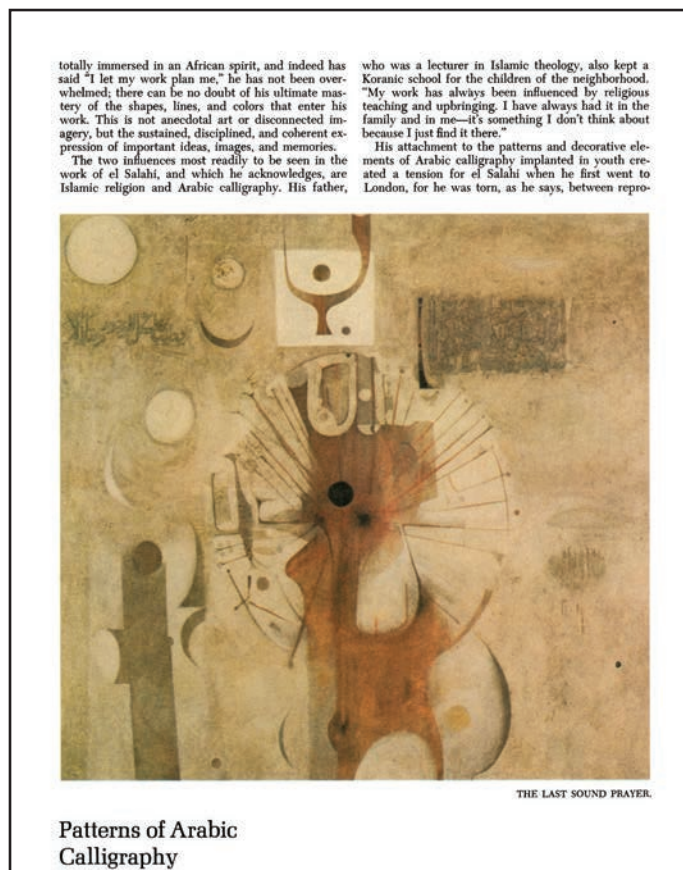 totally immersed in an African spirit, and indeed has
said "I let my work plan me," he has not been over-
whelmed; there can be no doubt of his ultimate mas-
tery of the shapes, lines, and colors that enter his
work. This is not anecdotal art or disconnected im-
agery, but the sustained, disciplined, and coherent ex-
pression of important ideas, images, and memories.
The two influences most readily to be seen in the
work of el Salahi, and which he acknowledges, are
Islamic religion and Arabic calligraphy. His father,
who was a lecturer in Islamic theology, also kept a
Koranic school for the children of the neighborhood.
"My work has always been influenced by religious
teaching and upbringing. I have always had it in the
family and in me—it's something I don't think about
because I just find it there."
His attachment to the patterns and decorative ele-
ments of Arabic calligraphy implanted in youth cre-
ated a tension for el Salahi when he first went to
London, for he was torn, as he says, between repro-
THE LAST SOUND PRAYER.
Patterns of Arabic
Calligraphy